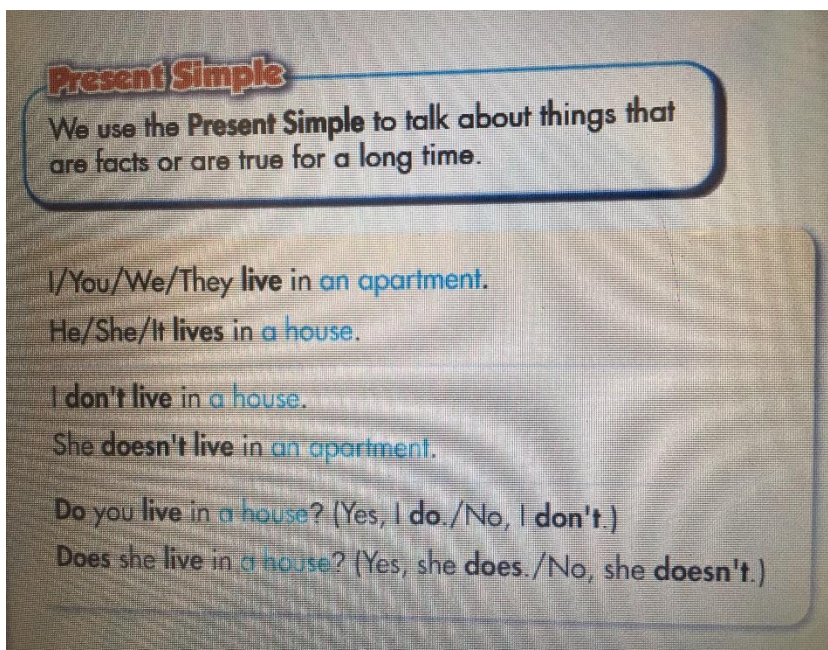 Present Simple
We use the Present Simple to talk about things that
are facts or are true for a long time.
I/You/We/They live in an apartment.
He/She/It lives in a house.
I don't live in a house.
She doesn't live in an apartment.
Do you live in a house? (Yes, I do./No, I don't.)
Does she live in a house? (Yes, she does./No, she doesn't.)